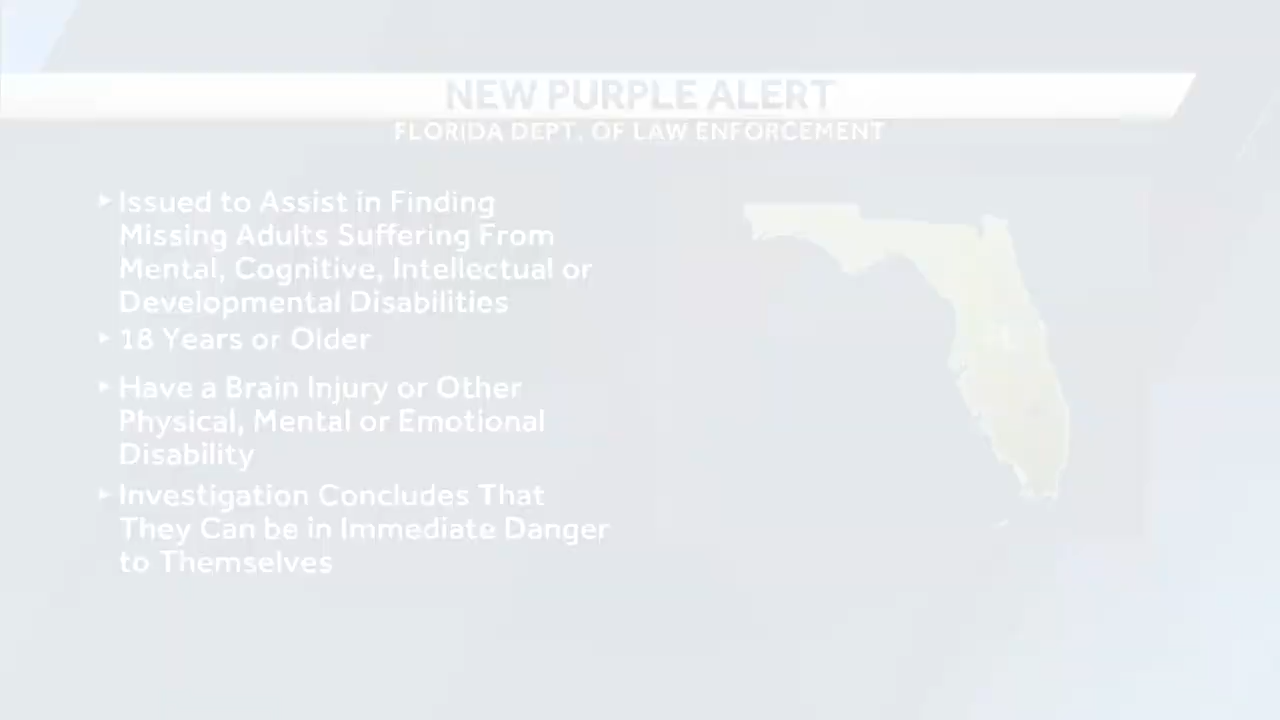 NEW PURPLE ALERT
FLORIDA DEPT. OF LAW ENFORCEMENT
Issued to Assist in Finding
Missing Adults Suffering From
Mental, Cognitive, Intellectual or
Developmental Disabilities
18 Years or Older
Have a Brain Injury or Other
Physical, Mental or Emotional
Disability
Investigation Concludes That
They Can be in Immediate Danger
to Themselves